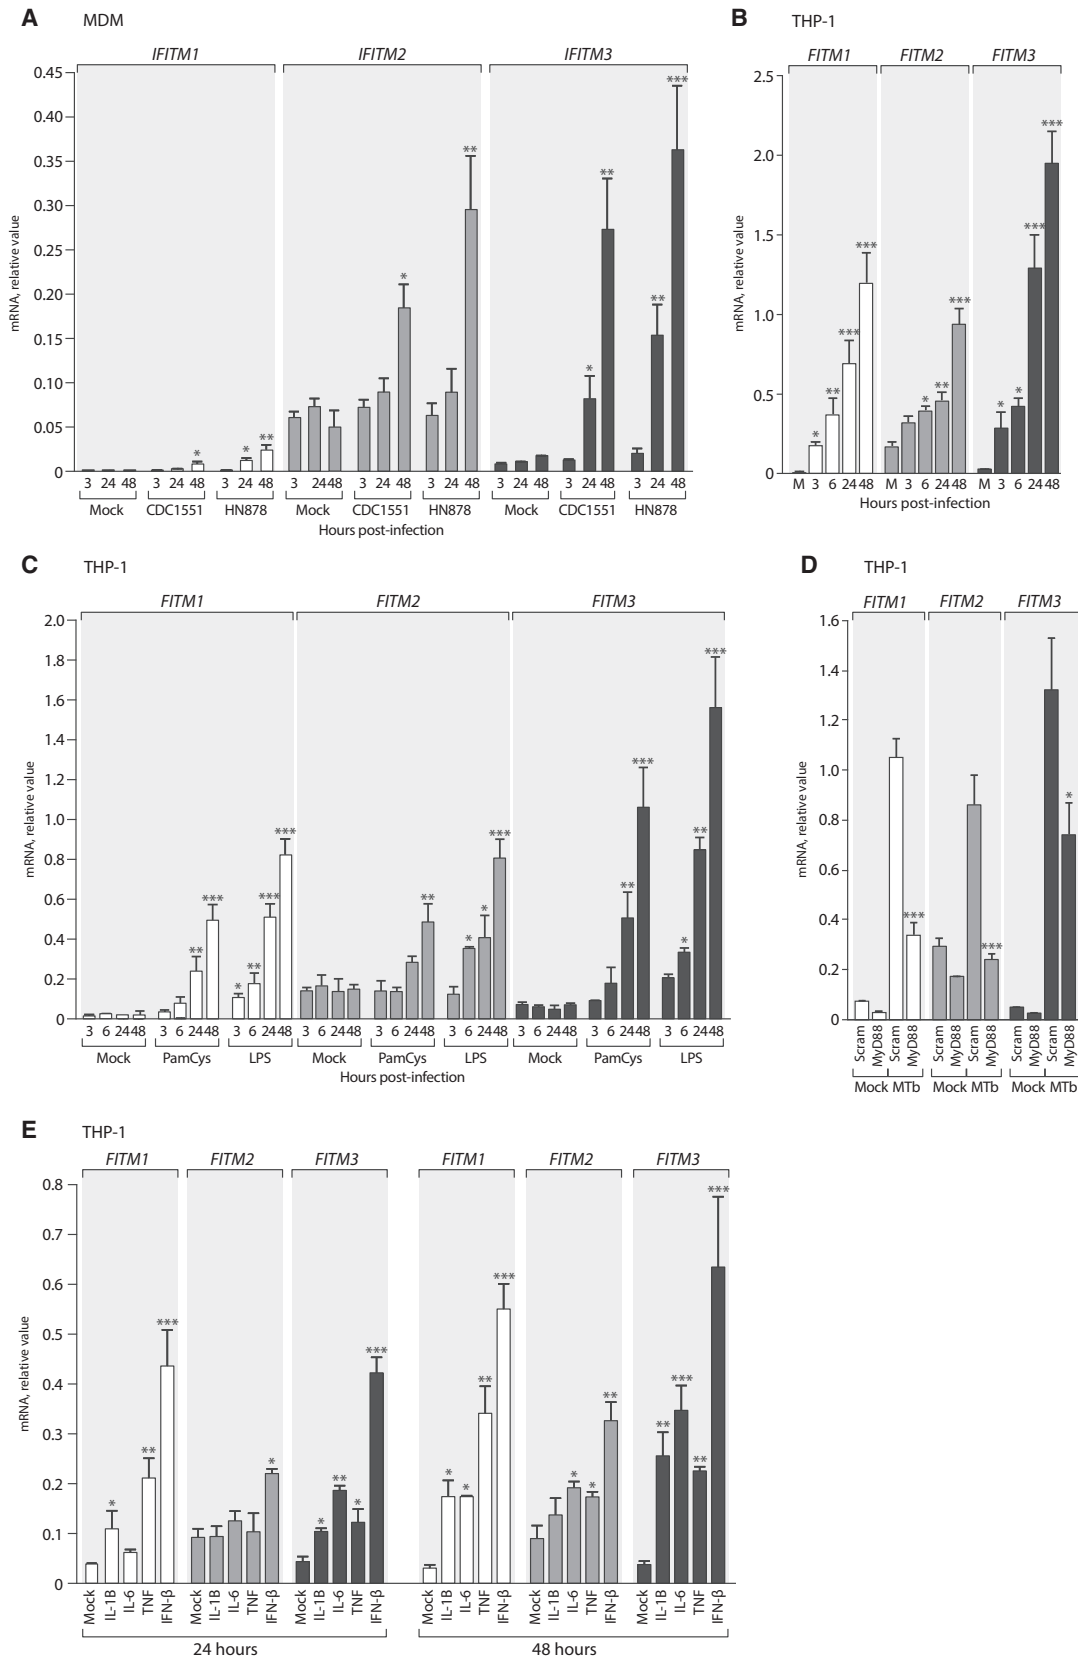 A MDM
IFITM1 IFITM2 IFITM3
mRNA, relative value
0.45
0.40
0.35
0.30
0.25
0.20
0.15
0.10
0.05
0
* ** * ** * ** ** ***
3 24 48 3 24 48 3 24 48 3 24 48 3 24 48 3 24 48 3 24 48 3 24 48 3 24 48
Mock CDC1551 HN878 Mock CDC1551 HN878 Mock CDC1551 HN878
Hours post-infection
B THP-1
FITM1 FITM2 FITM3
mRNA, relative value
2.5
2.0
1.5
1.0
0.5
0
* ** *** *** * ** *** * * *** ***
M 3 6 24 48 M 3 6 24 48 M 3 6 24 48
Hours post-infection
C THP-1
FITM1 FITM2 FITM3
mRNA, relative value
2.0
1.8
1.6
1.4
1.2
1.0
0.8
0.6
0.4
0.2
0
** *** * ** *** *** ** * * *** ** *** * ** ***
3 6 24 48 3 6 24 48 3 6 24 48 3 6 24 48 3 6 24 48 3 6 24 48 3 6 24 48 3 6 24 48 3 6 24 48
Mock PamCys LPS Mock PamCys LPS Mock PamCys LPS
Hours post-infection
D THP-1
FITM1 FITM2 FITM3
mRNA, relative value
1.6
1.4
1.2
1.0
0.8
0.6
0.4
0.2
0
*** *** *
Scram MyD88 Scram MyD88 Scram MyD88 Scram MyD88 Scram MyD88 Scram MyD88
Mock MTb Mock MTb Mock MTb
E THP-1
FITM1 FITM2 FITM3 FITM1 FITM2 FITM3
mRNA, relative value
0.8
0.7
0.6
0.5
0.4
0.3
0.2
0.1
0
* ** *** * * ** * *** * * ** *** * * ** ** *** ** ***
Mock IL-1B IL-6 TNF IFN-β Mock IL-1B IL-6 TNF IFN-β Mock IL-1B IL-6 TNF IFN-β Mock IL-1B IL-6 TNF IFN-β Mock IL-1B IL-6 TNF IFN-β Mock IL-1B IL-6 TNF IFN-β
24 hours 48 hours